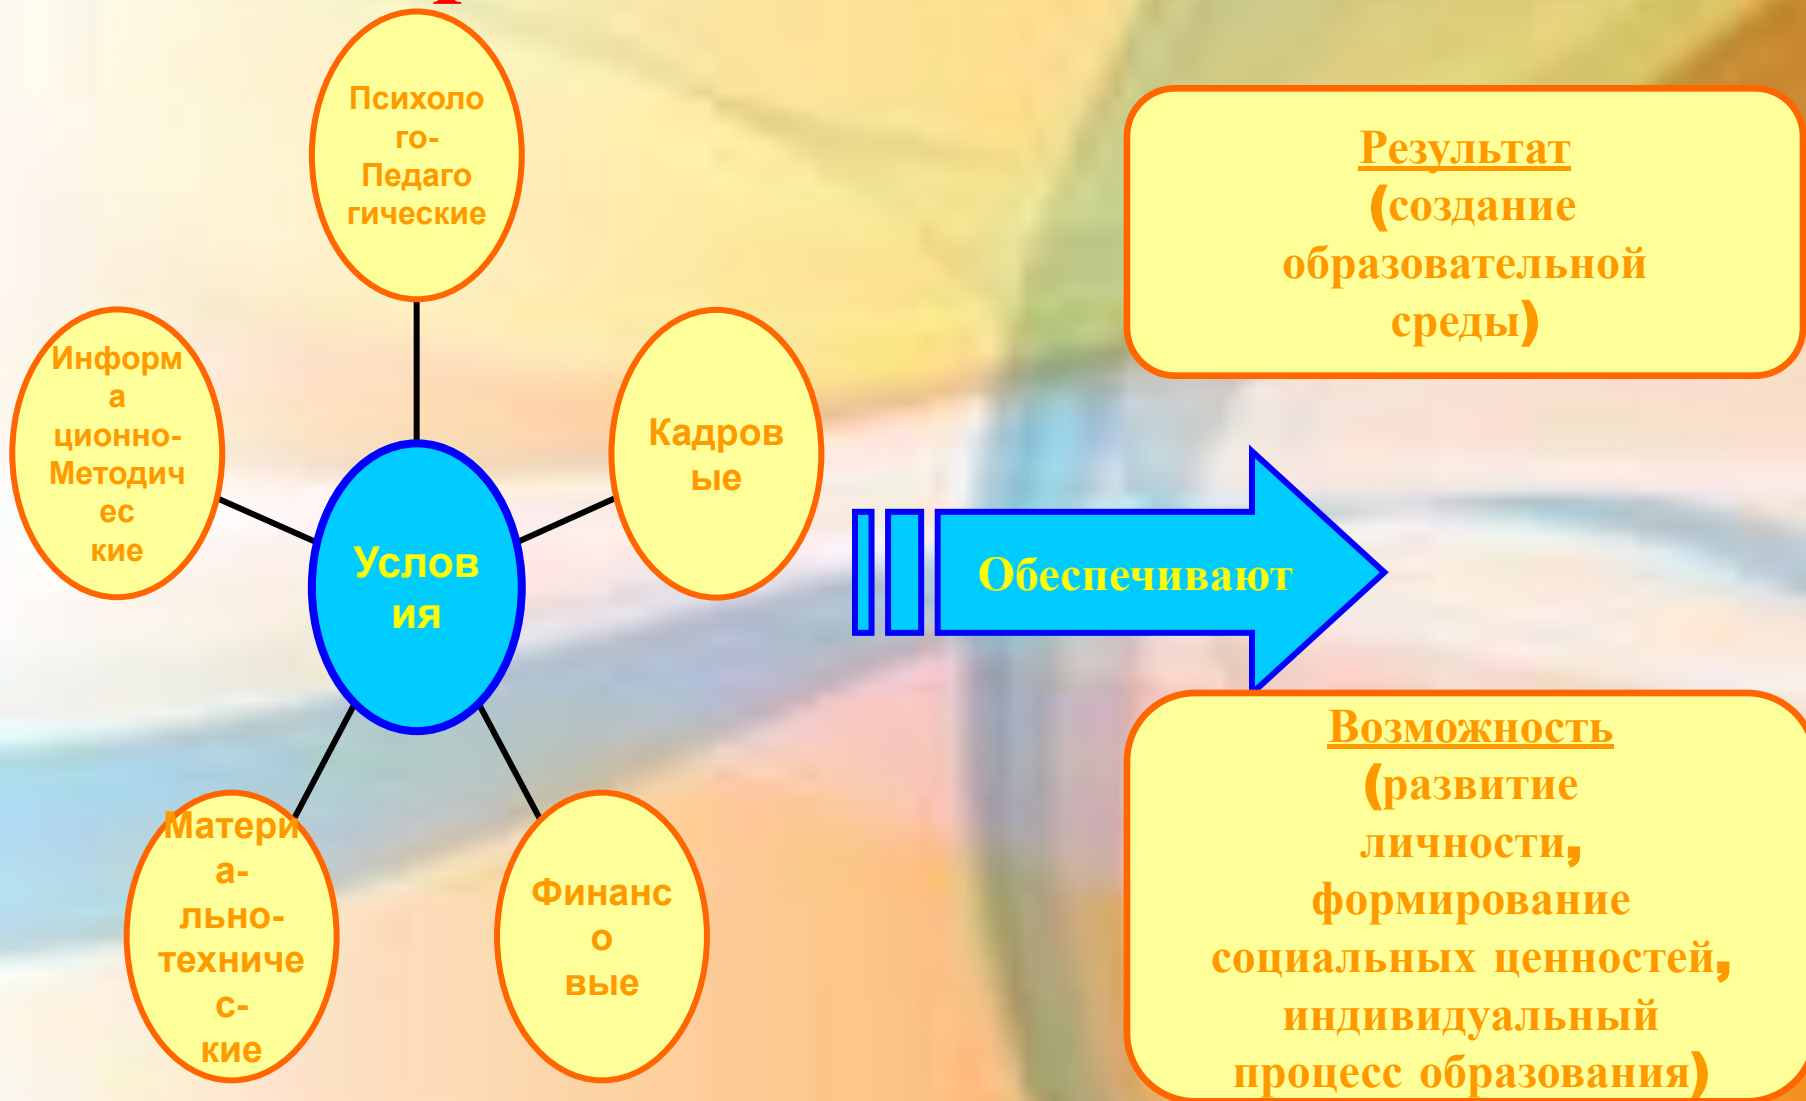 Психоло
го-
Педаго
гические
Информ
а
ционно-
Методич
ес
кие
Кадров
ые
Услов
ия
Матери
а-
льно-
техниче
с-
кие
Финанс
о
вые
Обеспечивают
Результат
(создание
образовательной
среды)
Возможность
(развитие
личности,
формирование
социальных ценностей,
индивидуальный
процесс образования)